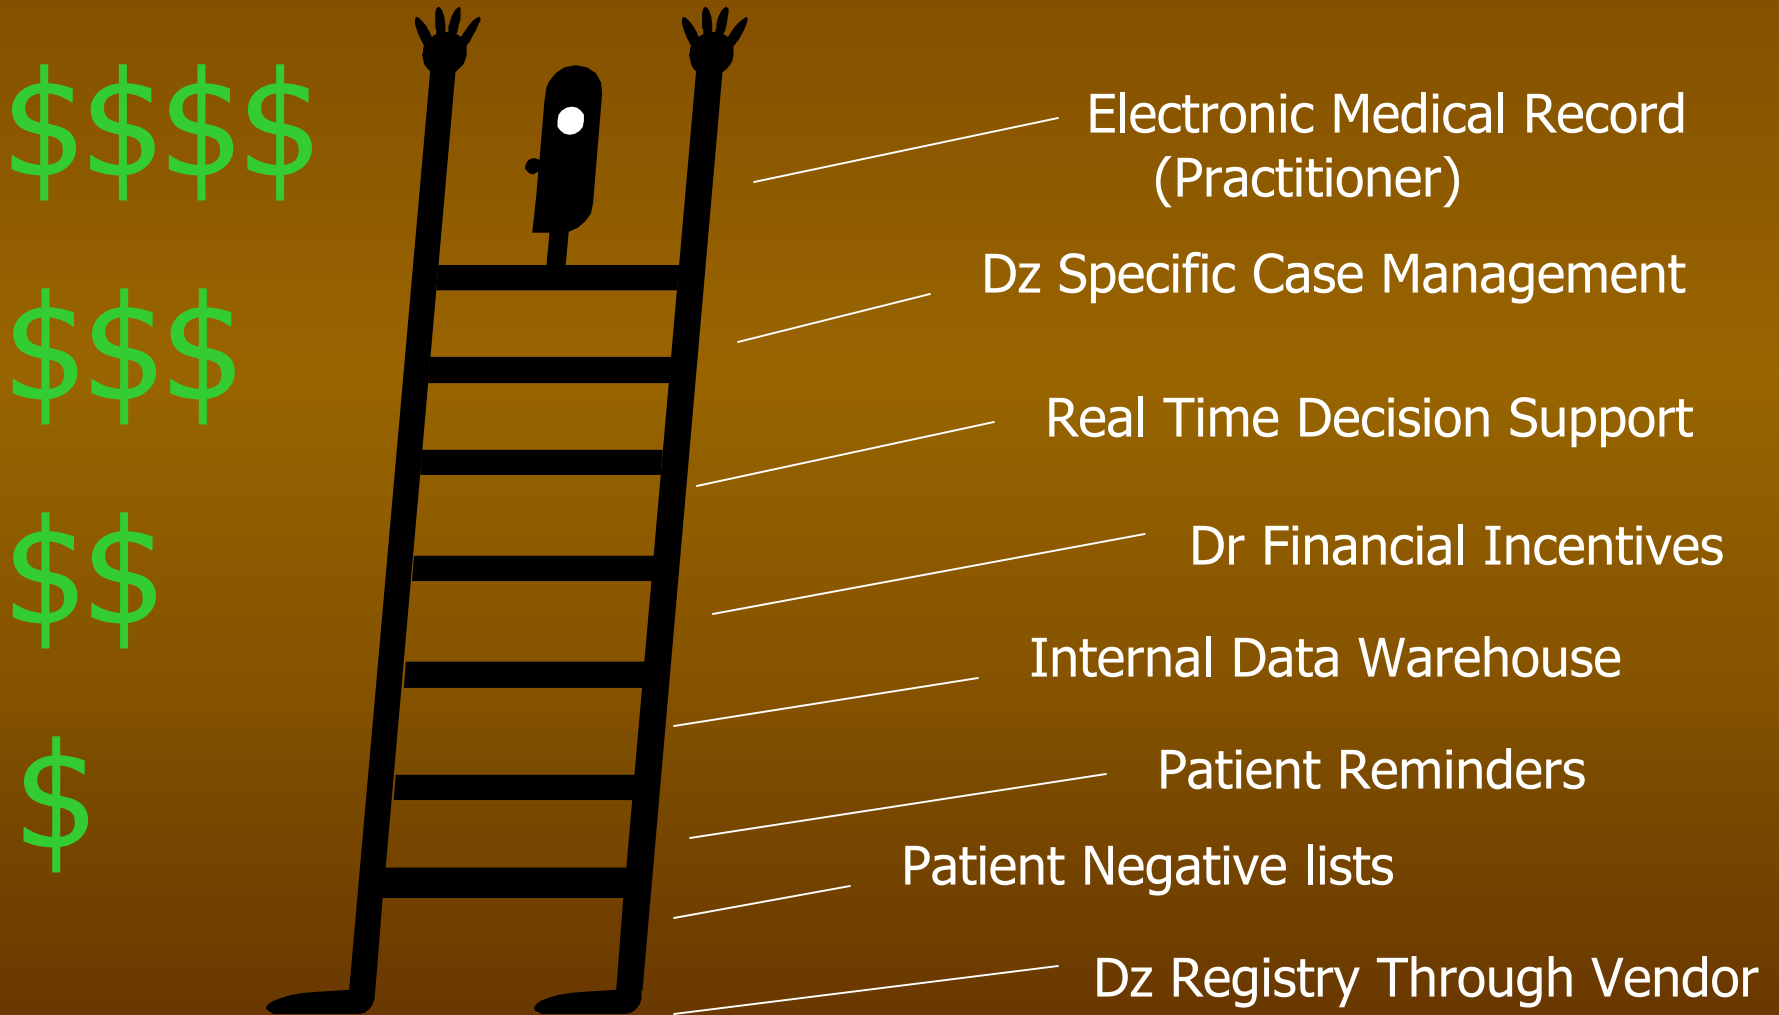 $$$$
Electronic Medical Record
(Practitioner)
Dz Specific Case Management
$$$
Real Time Decision Support
$$
Dr Financial Incentives
Internal Data Warehouse
$
Patient Reminders
Patient Negative lists
Dz Registry Through Vendor